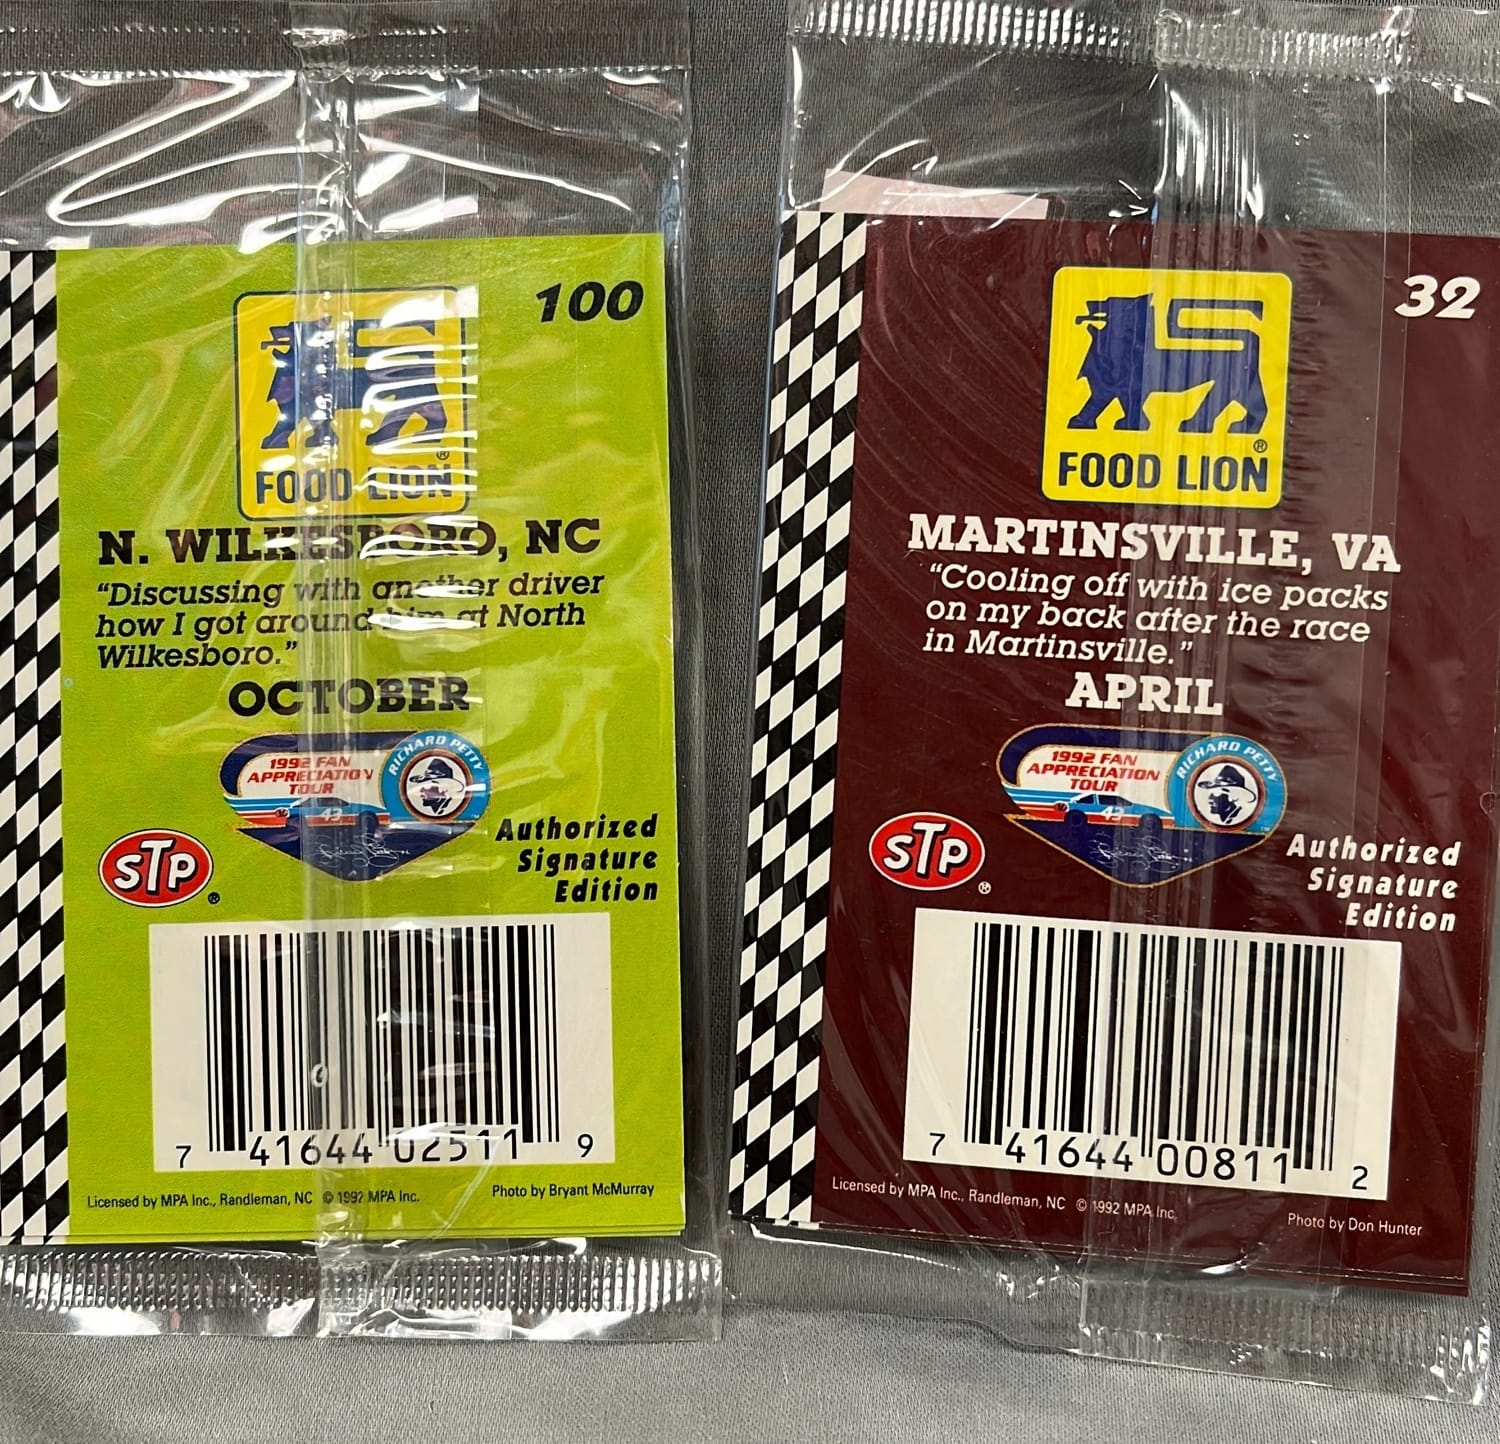 100
FOOD LION
®
N. WILKESBORO, NC
“Discussing with another driver
how I got around him at North
Wilkesboro.”
OCTOBER
1992 FAN
APPRECIATION
TOUR
RICHARD PETTY
43
STP
®
Authorized
Signature
Edition
7 41644 02511 9
Licensed by MPA Inc., Randleman, NC © 1992 MPA Inc.
Photo by Bryant McMurray
32
FOOD LION
®
MARTINSVILLE, VA
“Cooling off with ice packs
on my back after the race
in Martinsville.”
APRIL
1992 FAN
APPRECIATION
TOUR
RICHARD PETTY
43
STP
®
Authorized
Signature
Edition
7 41644 00811 2
Licensed by MPA Inc., Randleman, NC © 1992 MPA Inc.
Photo by Don Hunter